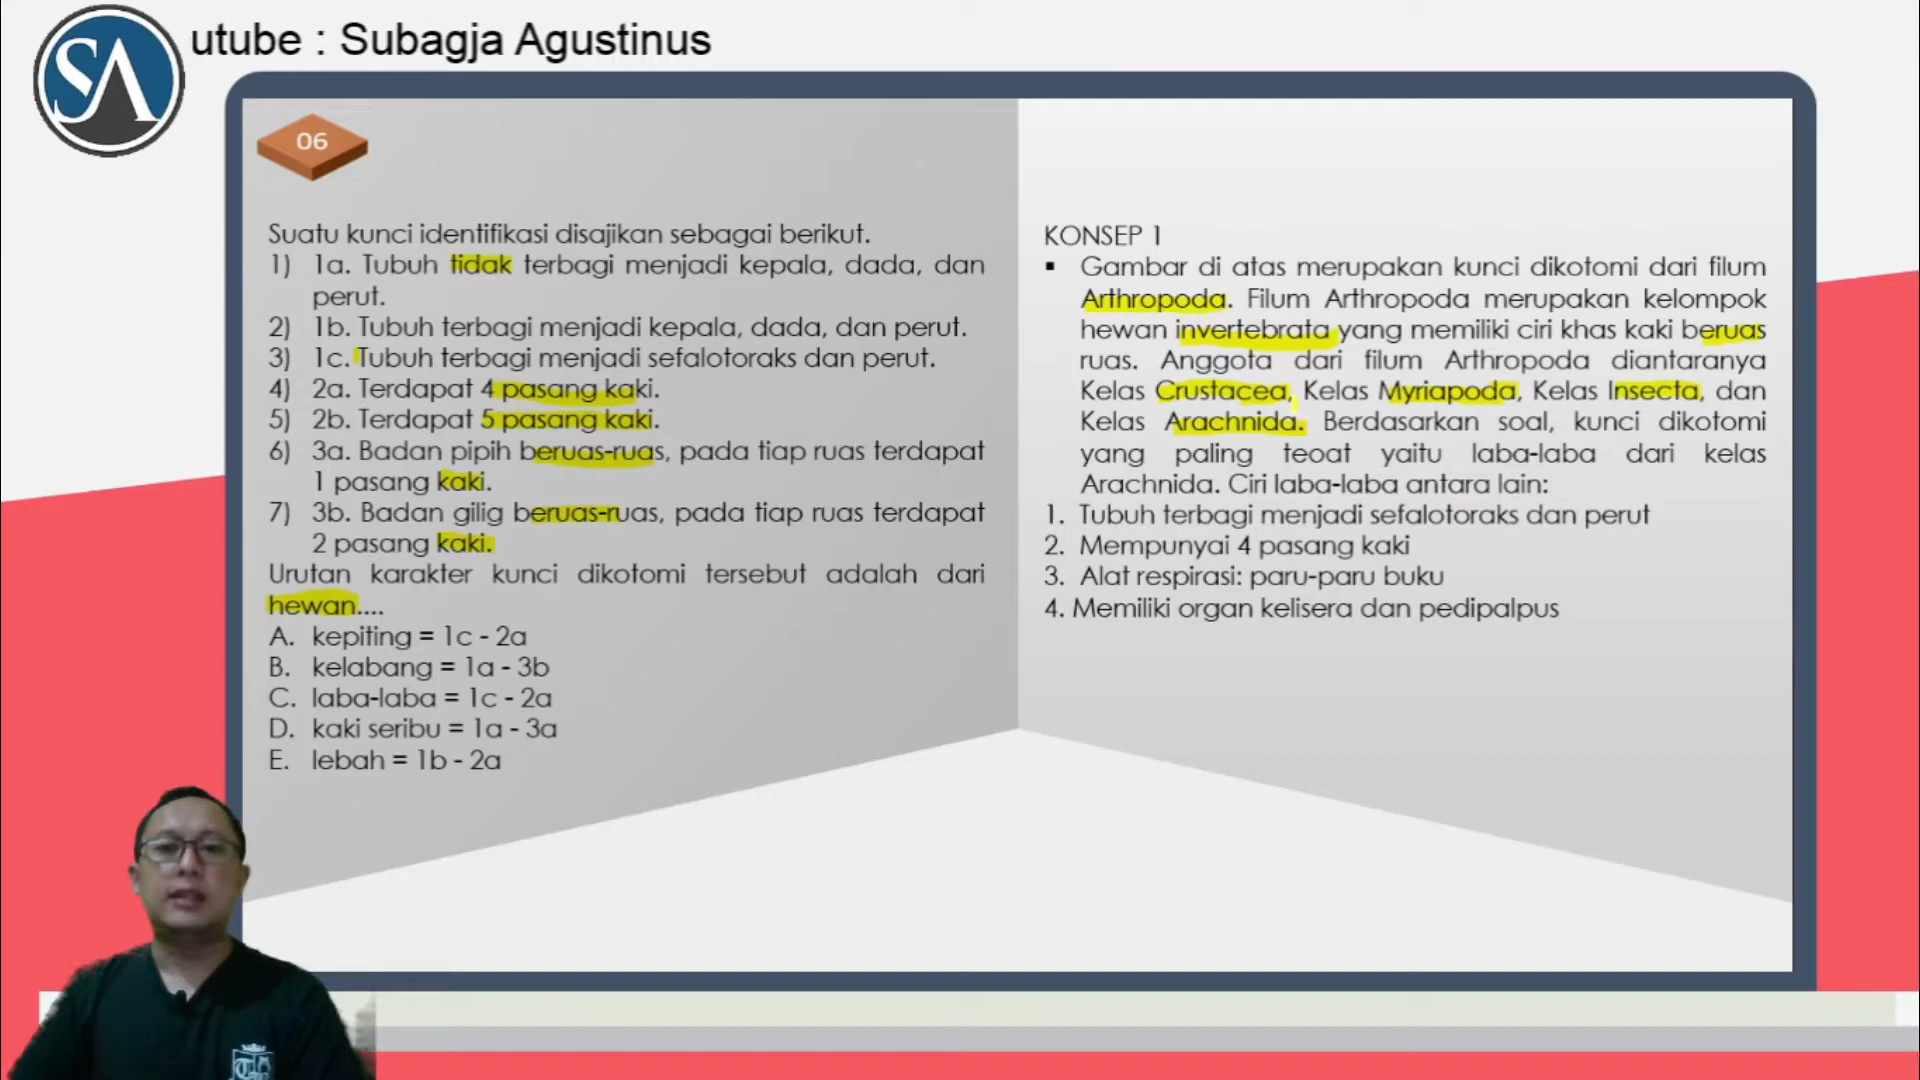 utube : Subagja Agustinus
SA
06
Suatu kunci identifikasi disajikan sebagai berikut.
1) 1a. Tubuh tidak terbagi menjadi kepala, dada, dan
perut.
2) 1b. Tubuh terbagi menjadi kepala, dada, dan perut.
3) 1c. Tubuh terbagi menjadi sefalotoraks dan perut.
4) 2a. Terdapat 4 pasang kaki.
5) 2b. Terdapat 5 pasang kaki.
6) 3a. Badan pipih beruas-ruas, pada tiap ruas terdapat
1 pasang kaki.
7) 3b. Badan gilig beruas-ruas, pada tiap ruas terdapat
2 pasang kaki.
Urutan karakter kunci dikotomi tersebut adalah dari
hewan....
A. kepiting = 1c - 2a
B. kelabang = 1a - 3b
C. laba-laba = 1c - 2a
D. kaki seribu = 1a - 3a
E. lebah = 1b - 2a
KONSEP 1
▪ Gambar di atas merupakan kunci dikotomi dari filum
Arthropoda. Filum Arthropoda merupakan kelompok
hewan invertebrata yang memiliki ciri khas kaki beruas
ruas. Anggota dari filum Arthropoda diantaranya
Kelas Crustacea, Kelas Myriapoda, Kelas Insecta, dan
Kelas Arachnida. Berdasarkan soal, kunci dikotomi
yang paling teoat yaitu laba-laba dari kelas
Arachnida. Ciri laba-laba antara lain:
1. Tubuh terbagi menjadi sefalotoraks dan perut
2. Mempunyai 4 pasang kaki
3. Alat respirasi: paru-paru buku
4. Memiliki organ kelisera dan pedipalpus